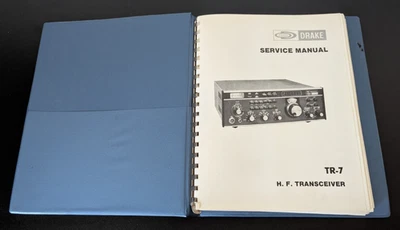 DRAKE
SERVICE MANUAL
TR-7
H. F. TRANSCEIVER